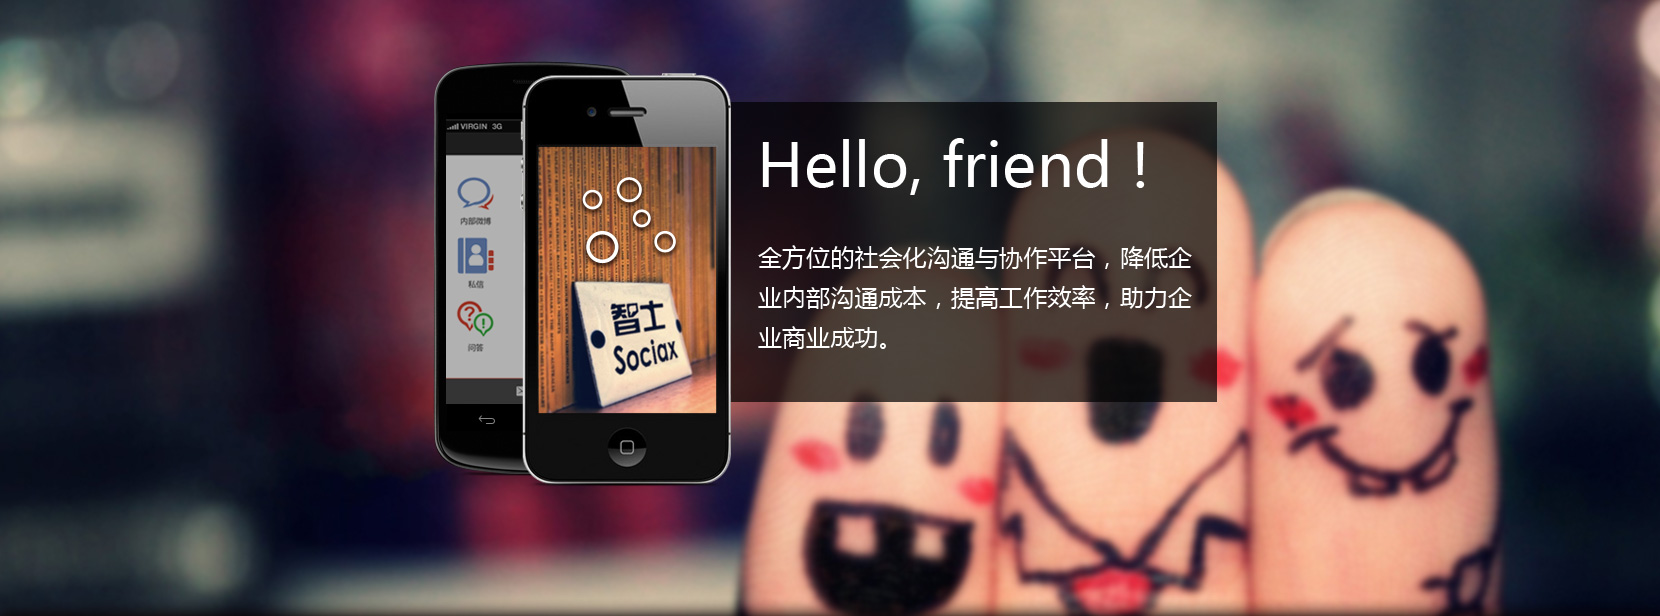 VIRGIN 3G
内部微博
私信
问答
智士
Sociax
Hello, friend !
全方位的社会化沟通与协作平台，降低企
业内部沟通成本，提高工作效率，助力企
业商业成功。